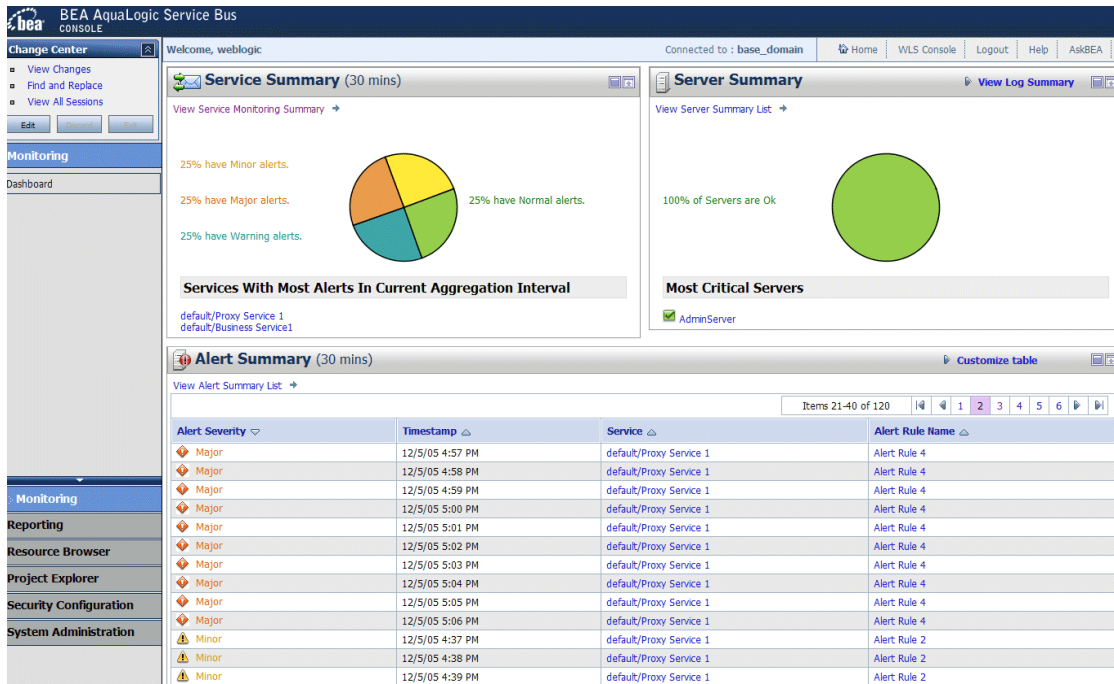 bea BEA AquaLogic Service Bus
CONSOLE
Change Center
View Changes
Find and Replace
View All Sessions
Edit
Welcome, weblogic
Connected to : base_domain
Home
WLS Console
Logout
Help
AskBEA
Monitoring
Dashboard
Service Summary (30 mins)
View Service Monitoring Summary
25% have Minor alerts.
25% have Major alerts.
25% have Normal alerts.
25% have Warning alerts.
Services With Most Alerts In Current Aggregation Interval
default/Proxy Service 1
default/Business Service1
Server Summary
View Log Summary
View Server Summary List
100% of Servers are Ok
Most Critical Servers
AdminServer
Alert Summary (30 mins)
Customize table
View Alert Summary List
Items 21-40 of 120 1 2 3 4 5 6
Alert Severity Timestamp Service Alert Rule Name
Major 12/5/05 4:57 PM default/Proxy Service 1 Alert Rule 4
Major 12/5/05 4:58 PM default/Proxy Service 1 Alert Rule 4
Major 12/5/05 4:59 PM default/Proxy Service 1 Alert Rule 4
Major 12/5/05 5:00 PM default/Proxy Service 1 Alert Rule 4
Major 12/5/05 5:01 PM default/Proxy Service 1 Alert Rule 4
Major 12/5/05 5:02 PM default/Proxy Service 1 Alert Rule 4
Major 12/5/05 5:03 PM default/Proxy Service 1 Alert Rule 4
Major 12/5/05 5:04 PM default/Proxy Service 1 Alert Rule 4
Major 12/5/05 5:05 PM default/Proxy Service 1 Alert Rule 4
Major 12/5/05 5:06 PM default/Proxy Service 1 Alert Rule 4
Minor 12/5/05 4:37 PM default/Proxy Service 1 Alert Rule 2
Minor 12/5/05 4:38 PM default/Proxy Service 1 Alert Rule 2
Minor 12/5/05 4:39 PM default/Proxy Service 1 Alert Rule 2
Monitoring
Reporting
Resource Browser
Project Explorer
Security Configuration
System Administration